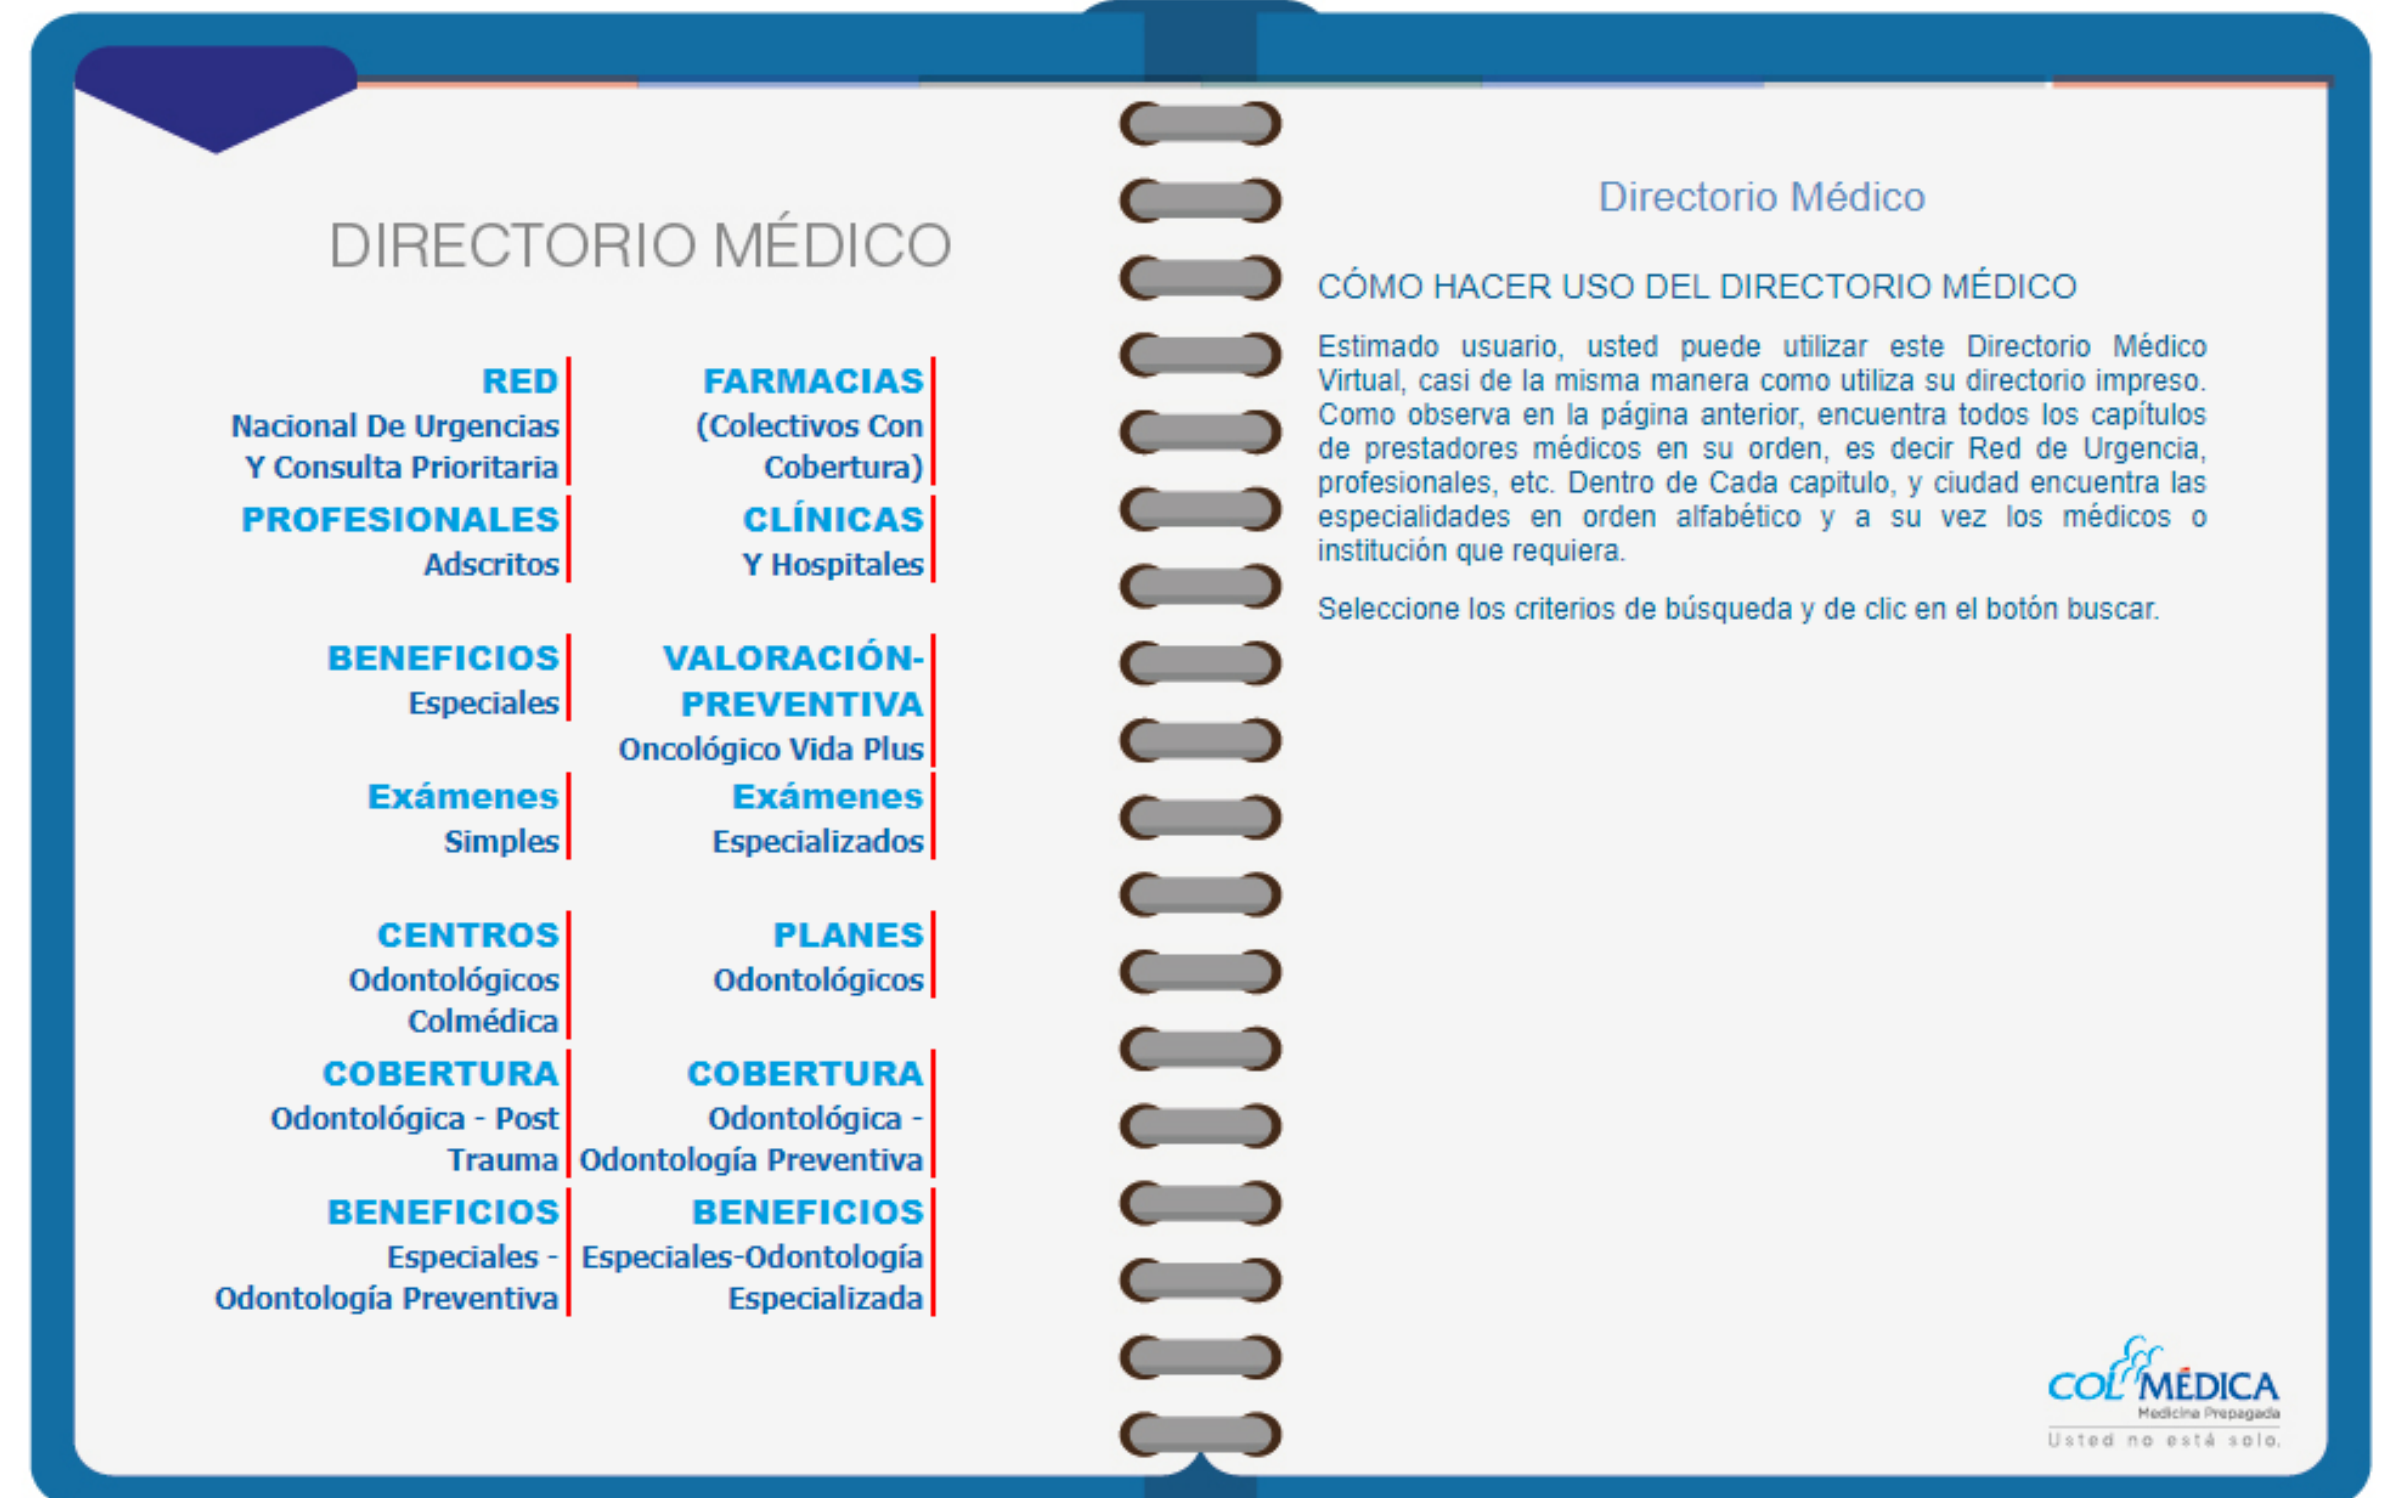 DIRECTORIO MÉDICO
RED
Nacional De Urgencias
Y Consulta Prioritaria
FARMACIAS
(Colectivos Con
Cobertura)
PROFESIONALES
Adscritos
CLÍNICAS
Y Hospitales
BENEFICIOS
Especiales
VALORACIÓN-
PREVENTIVA
Oncológico Vida Plus
Exámenes
Simples
Exámenes
Especializados
CENTROS
Odontológicos
Colmédica
PLANES
Odontológicos
COBERTURA
Odontológica - Post
Trauma
COBERTURA
Odontológica -
Odontología Preventiva
BENEFICIOS
Especiales -
Odontología Preventiva
BENEFICIOS
Especiales-Odontología
Especializada
Directorio Médico
CÓMO HACER USO DEL DIRECTORIO MÉDICO
Estimado usuario, usted puede utilizar este Directorio Médico
Virtual, casi de la misma manera como utiliza su directorio impreso.
Como observa en la página anterior, encuentra todos los capítulos
de prestadores médicos en su orden, es decir Red de Urgencia,
profesionales, etc. Dentro de Cada capitulo, y ciudad encuentra las
especialidades en orden alfabético y a su vez los médicos o
institución que requiera.
Seleccione los criterios de búsqueda y de clic en el botón buscar.
COLMÉDICA
Medicina Prepagada
Usted no está solo.